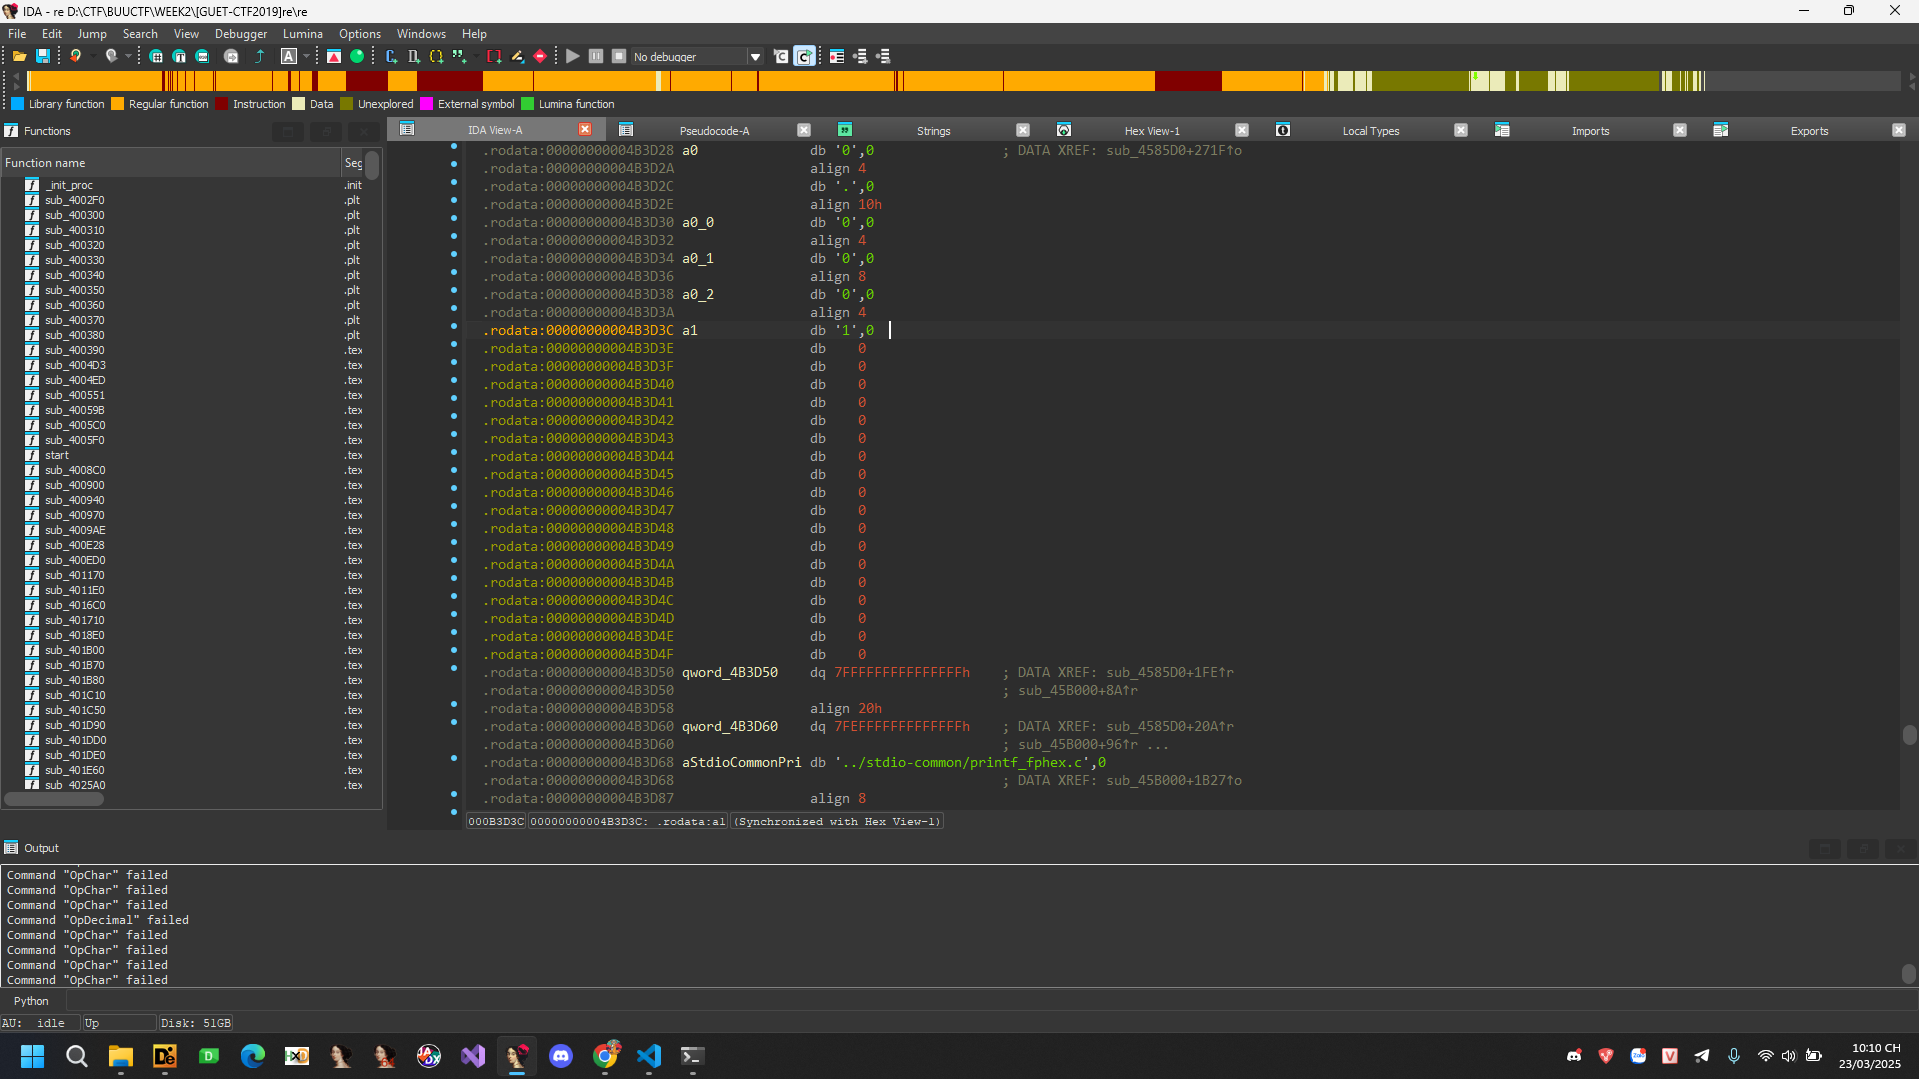 IDA - re D:\CTF\BUUCTF\WEEK2\[GUET-CTF2019]re\re
File Edit Jump Search View Debugger Lumina Options Windows Help
No debugger
Library function Regular function Instruction Data Unexplored External symbol Lumina function
Functions
IDA View-A Pseudocode-A Strings Hex View-1 Local Types Imports Exports
Function name Seg
_init_proc .init
sub_4002F0 .plt
sub_400300 .plt
sub_400310 .plt
sub_400320 .plt
sub_400330 .plt
sub_400340 .plt
sub_400350 .plt
sub_400360 .plt
sub_400370 .plt
sub_400380 .plt
sub_400390 .tex
sub_4004D3 .tex
sub_4004ED .tex
sub_400551 .tex
sub_40059B .tex
sub_4005C0 .tex
sub_4005F0 .tex
start .tex
sub_4008C0 .tex
sub_400900 .tex
sub_400940 .tex
sub_400970 .tex
sub_4009AE .tex
sub_400E28 .tex
sub_400ED0 .tex
sub_401170 .tex
sub_4011E0 .tex
sub_4016C0 .tex
sub_401710 .tex
sub_4018E0 .tex
sub_401B00 .tex
sub_401B70 .tex
sub_401B80 .tex
sub_401C10 .tex
sub_401C50 .tex
sub_401D90 .tex
sub_401DD0 .tex
sub_401DE0 .tex
sub_401E60 .tex
sub_4025A0 .tex
.rodata:00000000004B3D28 a0 db '0',0 ; DATA XREF: sub_4585D0+271F↑o
.rodata:00000000004B3D2A align 4
.rodata:00000000004B3D2C db '.',0
.rodata:00000000004B3D2E align 10h
.rodata:00000000004B3D30 a0_0 db '0',0
.rodata:00000000004B3D32 align 4
.rodata:00000000004B3D34 a0_1 db '0',0
.rodata:00000000004B3D36 align 8
.rodata:00000000004B3D38 a0_2 db '0',0
.rodata:00000000004B3D3A align 4
.rodata:00000000004B3D3C a1 db '1',0
.rodata:00000000004B3D3E db 0
.rodata:00000000004B3D3F db 0
.rodata:00000000004B3D40 db 0
.rodata:00000000004B3D41 db 0
.rodata:00000000004B3D42 db 0
.rodata:00000000004B3D43 db 0
.rodata:00000000004B3D44 db 0
.rodata:00000000004B3D45 db 0
.rodata:00000000004B3D46 db 0
.rodata:00000000004B3D47 db 0
.rodata:00000000004B3D48 db 0
.rodata:00000000004B3D49 db 0
.rodata:00000000004B3D4A db 0
.rodata:00000000004B3D4B db 0
.rodata:00000000004B3D4C db 0
.rodata:00000000004B3D4D db 0
.rodata:00000000004B3D4E db 0
.rodata:00000000004B3D4F db 0
.rodata:00000000004B3D50 qword_4B3D50 dq 7FFFFFFFFFFFFFFFh ; DATA XREF: sub_4585D0+1FE↑r
.rodata:00000000004B3D50 ; sub_45B000+8A↑r
.rodata:00000000004B3D58 align 20h
.rodata:00000000004B3D60 qword_4B3D60 dq 7FEFFFFFFFFFFFFFh ; DATA XREF: sub_4585D0+20A↑r
.rodata:00000000004B3D60 ; sub_45B000+96↑r ...
.rodata:00000000004B3D68 aStdioCommonPri db '../stdio-common/printf_fphex.c',0
.rodata:00000000004B3D68 ; DATA XREF: sub_45B000+1B27↑o
.rodata:00000000004B3D87 align 8
000B3D3C 00000000004B3D3C: .rodata:a1 (Synchronized with Hex View-1)
Output
Command "OpChar" failed
Command "OpChar" failed
Command "OpChar" failed
Command "OpDecimal" failed
Command "OpChar" failed
Command "OpChar" failed
Command "OpChar" failed
Command "OpChar" failed
Python
AU: idle Up Disk: 51GB
10:10 CH
23/03/2025